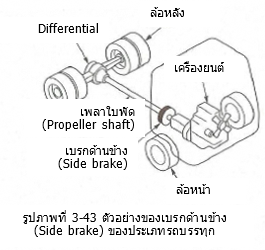 ล้อหลัง
Differential
เครื่องยนต์
เพลาใบพัด
(Propeller shaft)
เบรกด้านข้าง
(Side brake)
ล้อหน้า
รูปภาพที่ 3-43 ตัวอย่างของเบรกด้านข้าง
(Side brake) ของประเภทรถบรรทุก